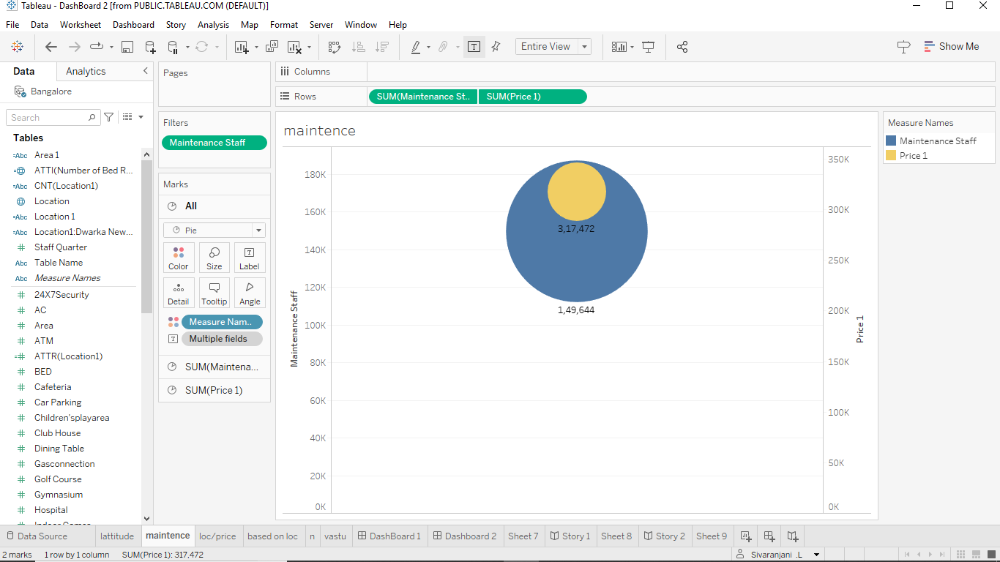 Tableau - DashBoard 2 [from PUBLIC.TABLEAU.COM (DEFAULT)]
File Data Worksheet Dashboard Story Analysis Map Format Server Window Help
Entire View
Show Me
Data Analytics
Bangalore
Search
Tables
Abc Area 1
ATTI(Number of Bed R...
Abc CNT(Location1)
Location
Abc Location 1
Abc Location1:Dwarka New...
Staff Quarter
Abc Table Name
Abc Measure Names
24X7Security
AC
Area
ATM
ATTR(Location1)
BED
Cafeteria
Car Parking
Children'splayarea
Club House
Dining Table
Gasconnection
Golf Course
Gymnasium
Hospital
Pages
Filters
Maintenance Staff
Marks
All
Pie
Color Size Label
Detail Tooltip Angle
Measure Nam..
Multiple fields
SUM(Maintena...
SUM(Price 1)
Columns
Rows SUM(Maintenance St.. SUM(Price 1)
maintence
180K
160K
140K
120K
100K
80K
60K
40K
20K
0K
Maintenance Staff
3,17,472
1,49,644
350K
300K
250K
200K
150K
100K
50K
0K
Price 1
Measure Names
Maintenance Staff
Price 1
Data Source lattitude maintence loc/price based on loc n vastu DashBoard 1 Dashboard 2 Sheet 7 Story 1 Sheet 8 Story 2 Sheet 9
2 marks 1 row by 1 column SUM(Price 1): 317,472 Sivaranjani .L